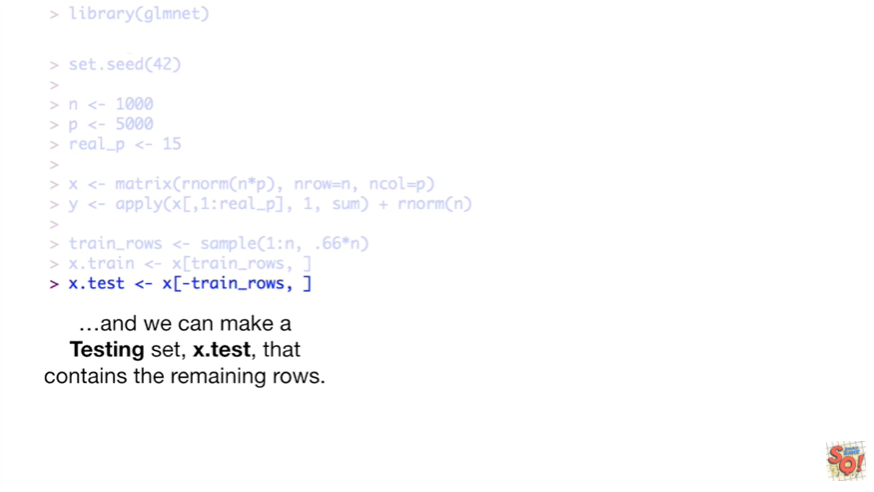 > library(glmnet)
> set.seed(42)
>
> n <- 1000
> p <- 5000
> real_p <- 15
>
> x <- matrix(rnorm(n*p), nrow=n, ncol=p)
> y <- apply(x[,1:real_p], 1, sum) + rnorm(n)
>
> train_rows <- sample(1:n, .66*n)
> x.train <- x[train_rows, ]
> x.test <- x[-train_rows, ]
…and we can make a
Testing set, x.test, that
contains the remaining rows.
SQ!